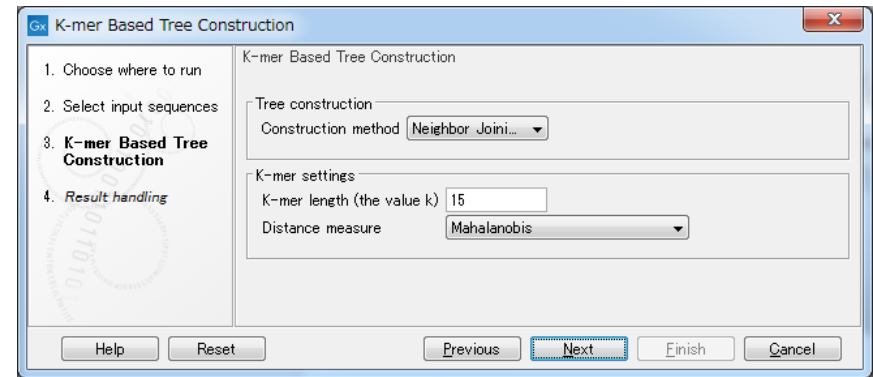 Gx K-mer Based Tree Construction
1. Choose where to run
2. Select input sequences
3. K-mer Based Tree
Construction
4. Result handling
K-mer Based Tree Construction
Tree construction
Construction method Neighbor Joini...
K-mer settings
K-mer length (the value k) 15
Distance measure Mahalanobis
Help Reset Previous Next Finish Cancel